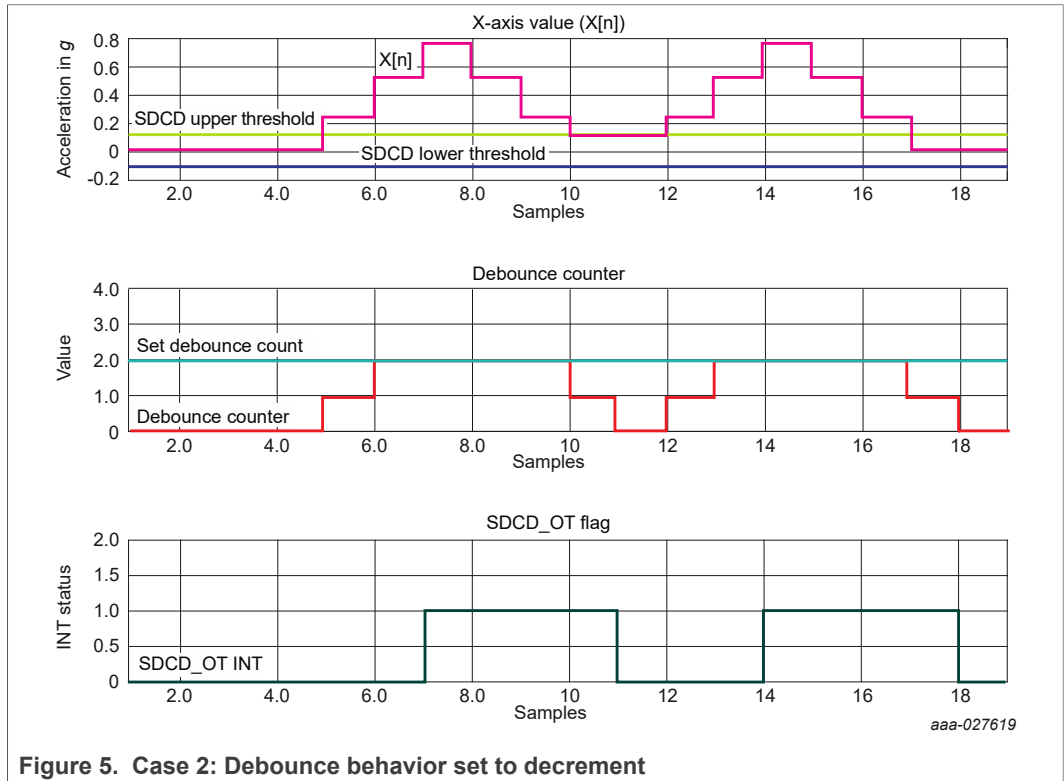 X-axis value (X[n])
Acceleration in g
0.8
0.6
0.4
0.2
0
-0.2
X[n]
SDCD upper threshold
SDCD lower threshold
2.0 4.0 6.0 8.0 10 12 14 16 18
Samples
Debounce counter
Value
4.0
3.0
2.0
1.0
0
Set debounce count
Debounce counter
2.0 4.0 6.0 8.0 10 12 14 16 18
Samples
SDCD_OT flag
INT status
2.0
1.5
1.0
0.5
0
SDCD_OT INT
2.0 4.0 6.0 8.0 10 12 14 16 18
Samples
aaa-027619
Figure 5. Case 2: Debounce behavior set to decrement